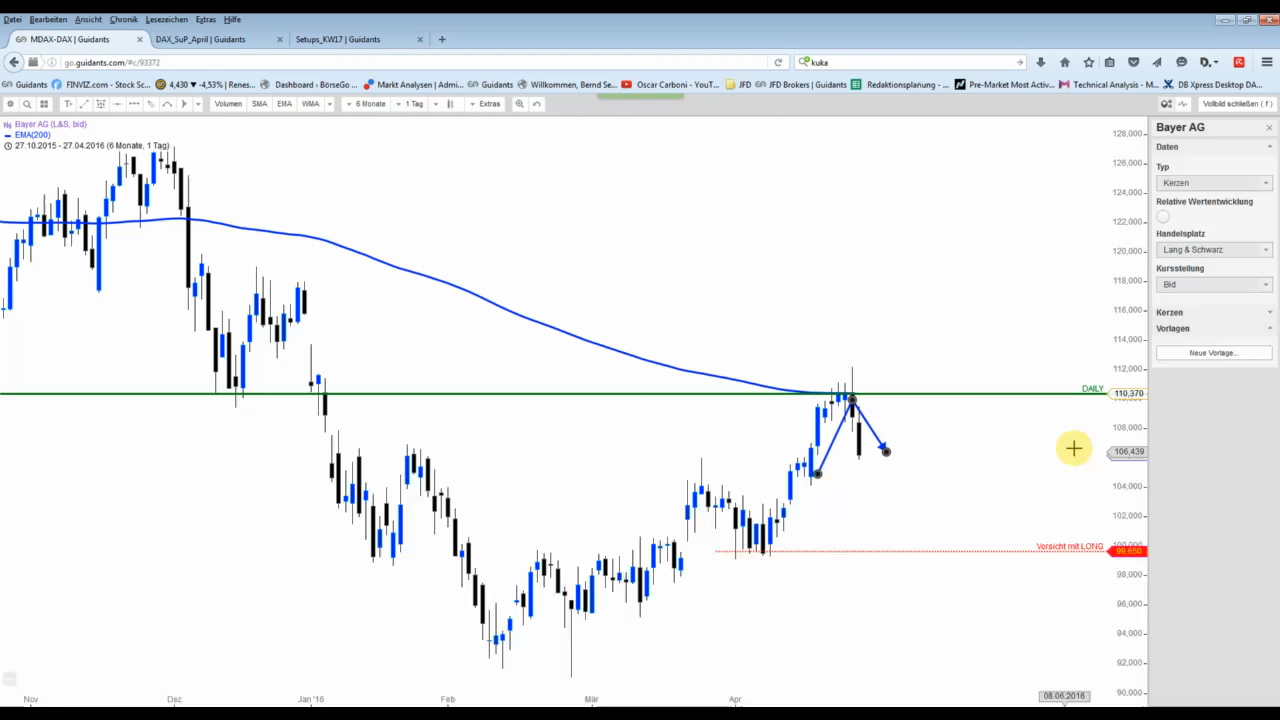 Datei Bearbeiten Ansicht Chronik Lesezeichen Extras Hilfe
MDAX-DAX | Guidants
DAX_SuP_April | Guidants
Setups_KW17 | Guidants
go.guidants.com/#c/93372
kuka
Guidants FINVIZ.com - Stock Sc... 4,430 -4,53% | Renes... Dashboard ‹ BörseGo ... Markt Analysen | Admi... Guidants Willkommen, Bernd Se... Oscar Carboni - YouTu... JFD JFD Brokers | Guidants Redaktionsplanung -... Pre-Market Most Activ... Technical Analysis - M... DB Xpress Desktop DA...
Volumen SMA EMA WMA 6 Monate 1 Tag Extras Vollbild schließen ( f )
Bayer AG (L&S, bid)
EMA(200)
27.10.2015 - 27.04.2016 (6 Monate, 1 Tag)
128,000
126,000
124,000
122,000
120,000
118,000
116,000
114,000
112,000
DAILY
110,370
108,000
106,439
104,000
102,000
100,000
Vorsicht mit LONG
98,000
96,000
94,000
92,000
90,000
Nov Dez Jan '16 Feb Mär Apr 08.06.2016
Bayer AG
Daten
Typ
Kerzen
Relative Wertentwicklung
Handelsplatz
Lang & Schwarz
Kursstellung
Bid
Kerzen
Vorlagen
Neue Vorlage...